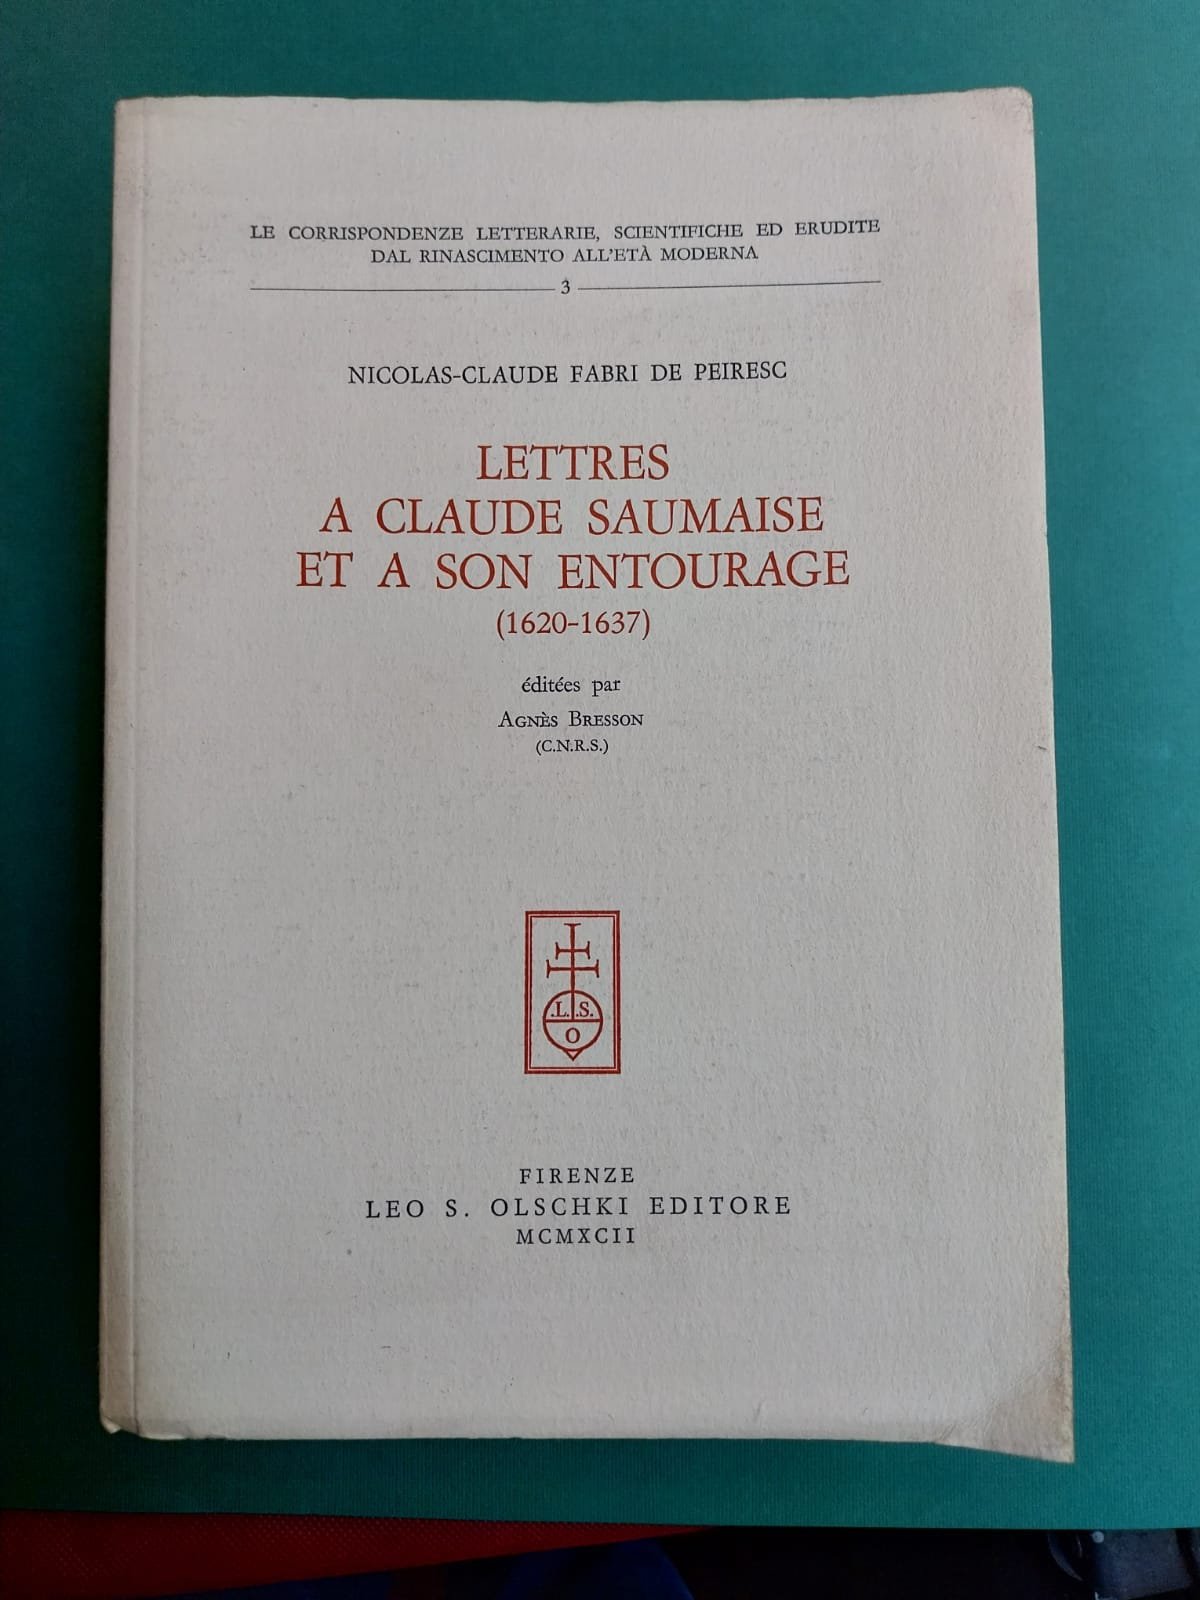 LE CORRISPONDENZE LETTERARIE, SCIENTIFICHE ED ERUDITE
DAL RINASCIMENTO ALL'ETÀ MODERNA
3
NICOLAS-CLAUDE FABRI DE PEIRESC
LETTRES
A CLAUDE SAUMAISE
ET A SON ENTOURAGE
(1620-1637)
éditées par
AGNÈS BRESSON
(C.N.R.S.)
.L. .S.
O
FIRENZE
LEO S. OLSCHKI EDITORE
MCMXCII